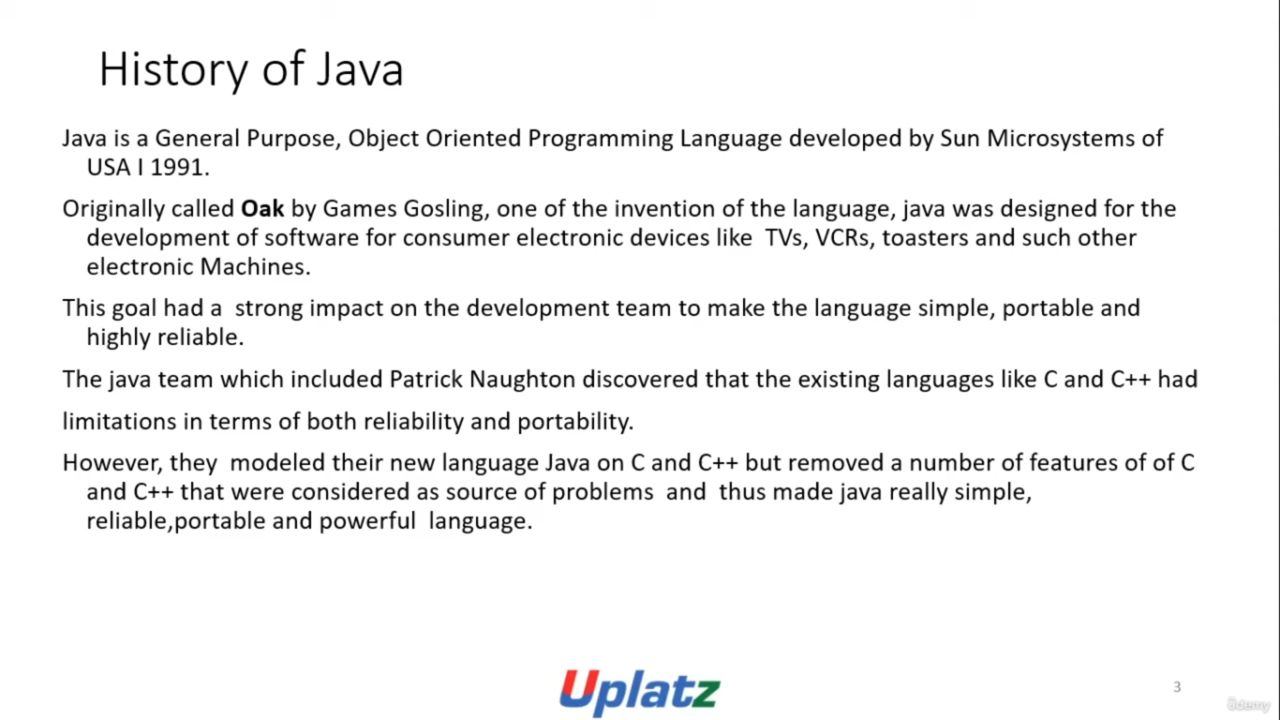 History of Java
Java is a General Purpose, Object Oriented Programming Language developed by Sun Microsystems of
USA I 1991.
Originally called Oak by Games Gosling, one of the invention of the language, java was designed for the
development of software for consumer electronic devices like TVs, VCRs, toasters and such other
electronic Machines.
This goal had a strong impact on the development team to make the language simple, portable and
highly reliable.
The java team which included Patrick Naughton discovered that the existing languages like C and C++ had
limitations in terms of both reliability and portability.
However, they modeled their new language Java on C and C++ but removed a number of features of of C
and C++ that were considered as source of problems and thus made java really simple,
reliable,portable and powerful language.
Uplatz
3
ûdemy